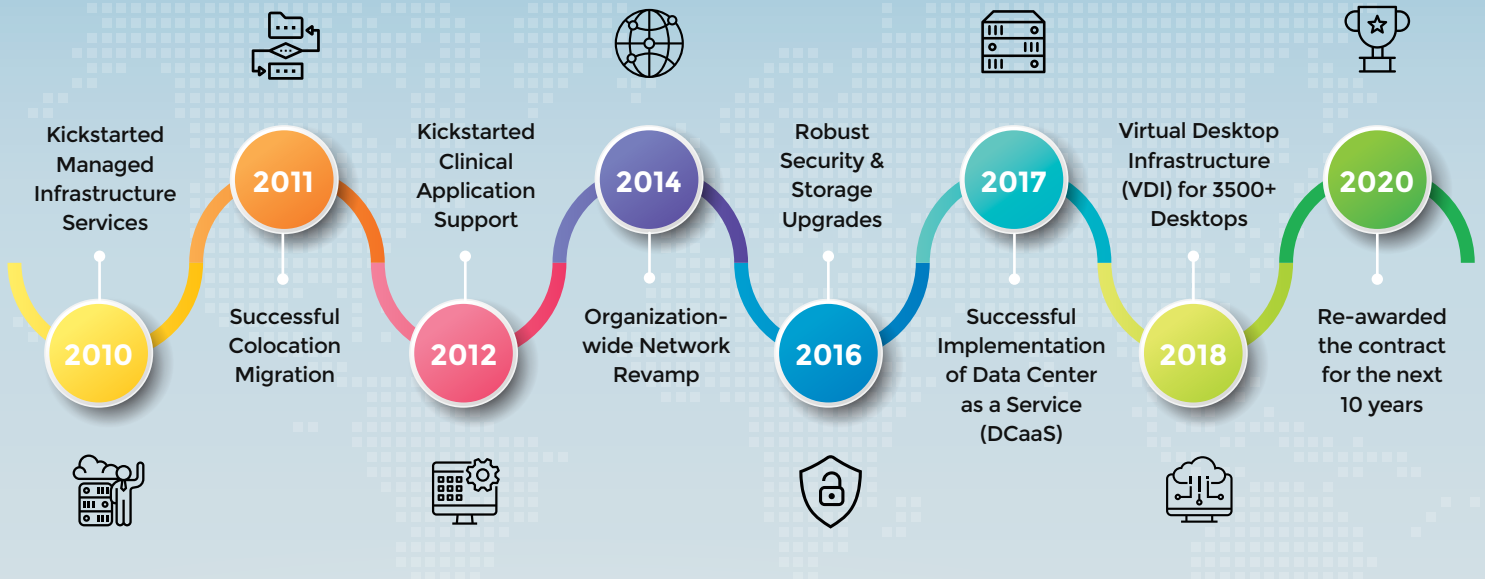 Kickstarted
Managed
Infrastructure
Services
2010
2011
Successful
Colocation
Migration
Kickstarted
Clinical
Application
Support
2012
2014
Organization-
wide Network
Revamp
Robust
Security &
Storage
Upgrades
2016
2017
Successful
Implementation
of Data Center
as a Service
(DCaaS)
Virtual Desktop
Infrastructure
(VDI) for 3500+
Desktops
2018
2020
Re-awarded
the contract
for the next
10 years